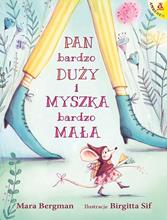 PAN
bardzo
DUŻY i
MYSZKA
bardzo
MAŁA
Mara Bergman
Ilustracje Birgitta Sif